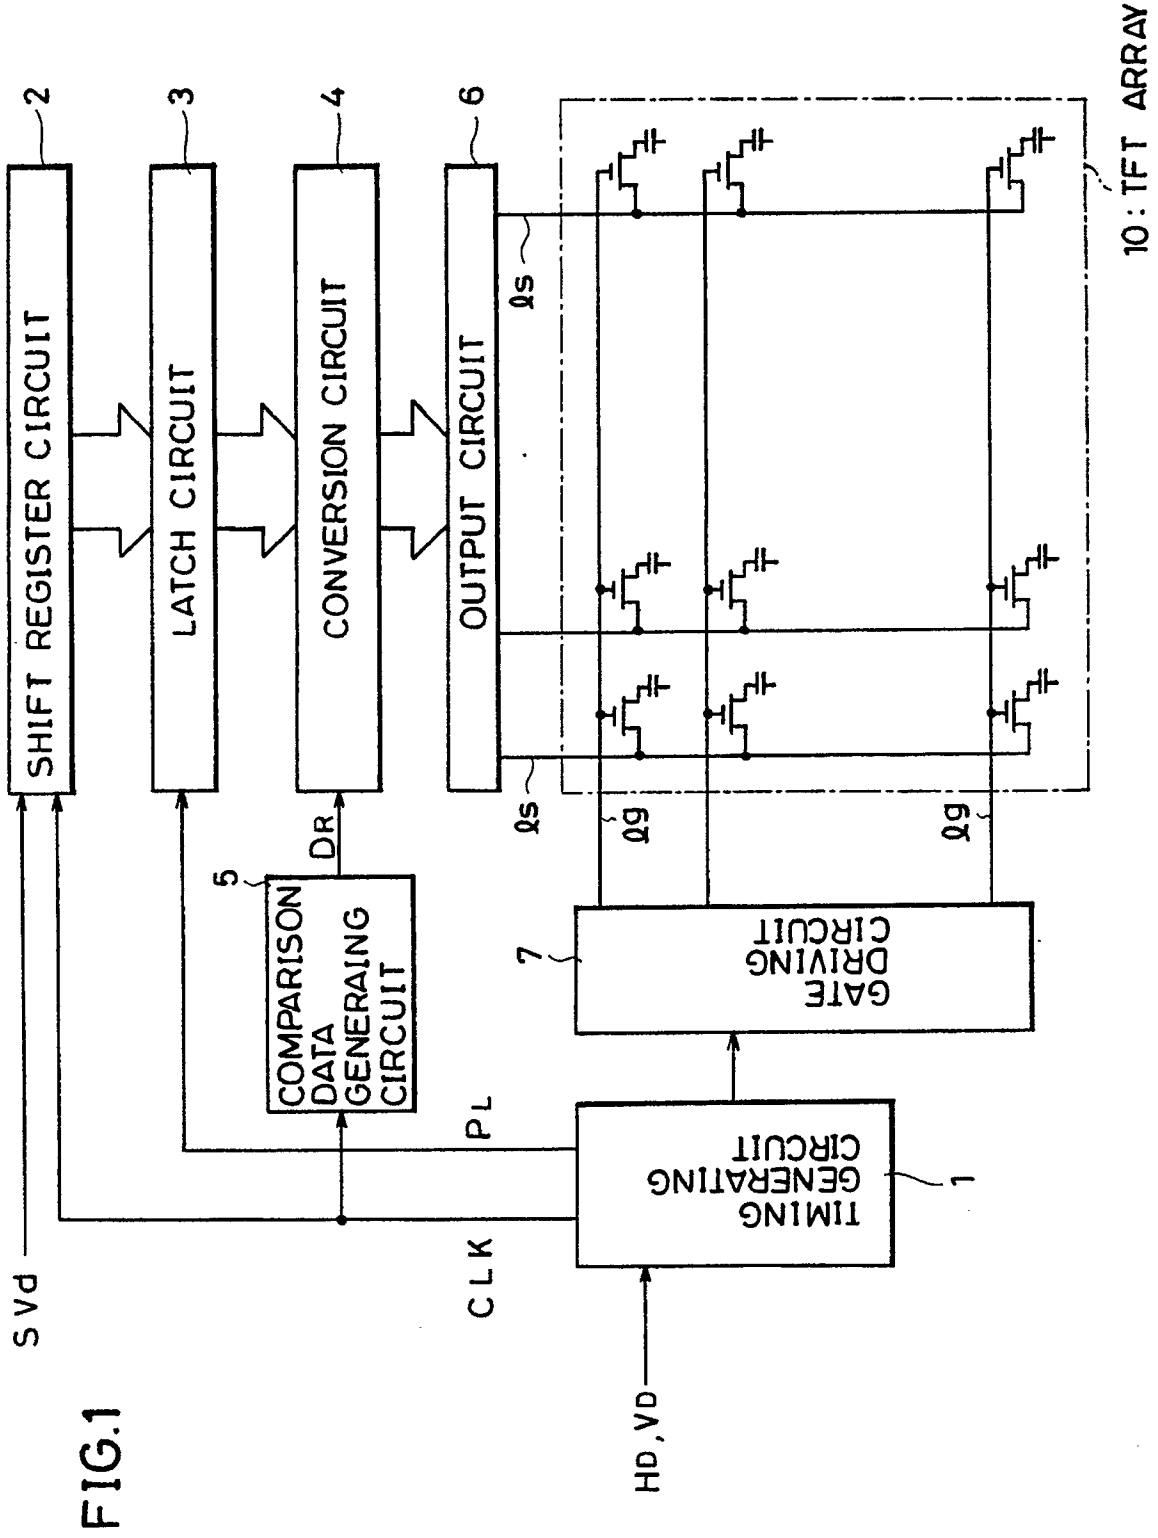 FIG.1
SVd
2
SHIFT REGISTER CIRCUIT
3
LATCH CIRCUIT
4
CONVERSION CIRCUIT
DR
5
COMPARISON
DATA
GENERAING
CIRCUIT
6
OUTPUT CIRCUIT
ℓs
ℓs
PL
CLK
HD,VD
TIMING
GENERATING
CIRCUIT
1
7
GATE
DRIVING
CIRCUIT
ℓg
ℓg
10: TFT ARRAY